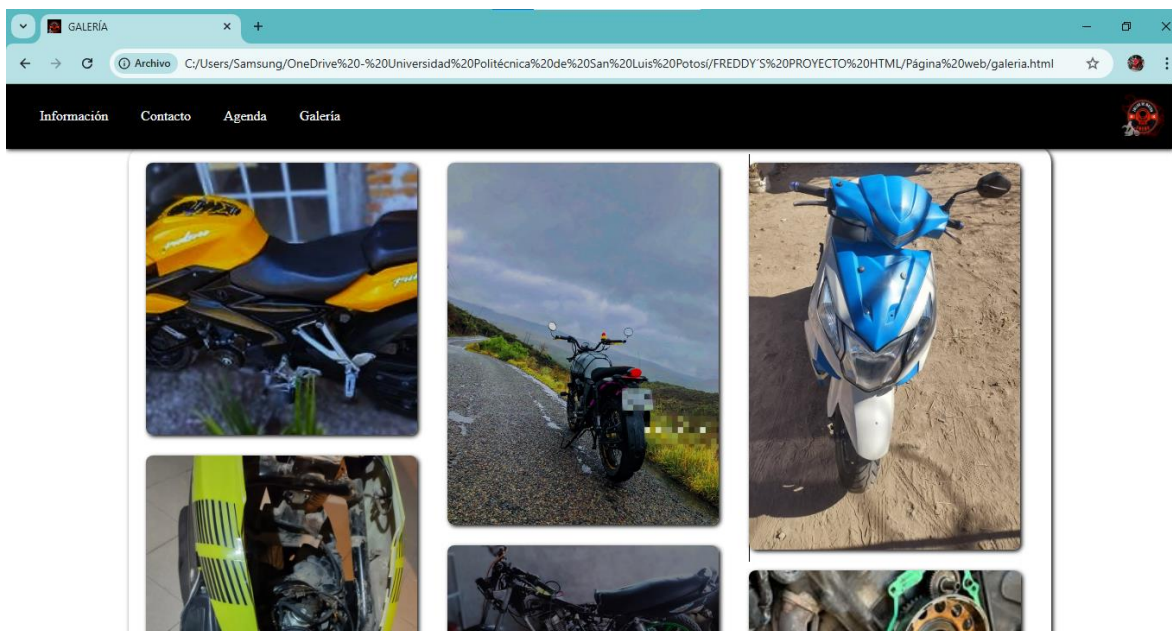 GALERÍA
Archivo C:/Users/Samsung/OneDrive%20-%20Universidad%20Politécnica%20de%20San%20Luis%20Potosí/FREDDY´S%20PROYECTO%20HTML/Página%20web/galeria.html
Información Contacto Agenda Galería